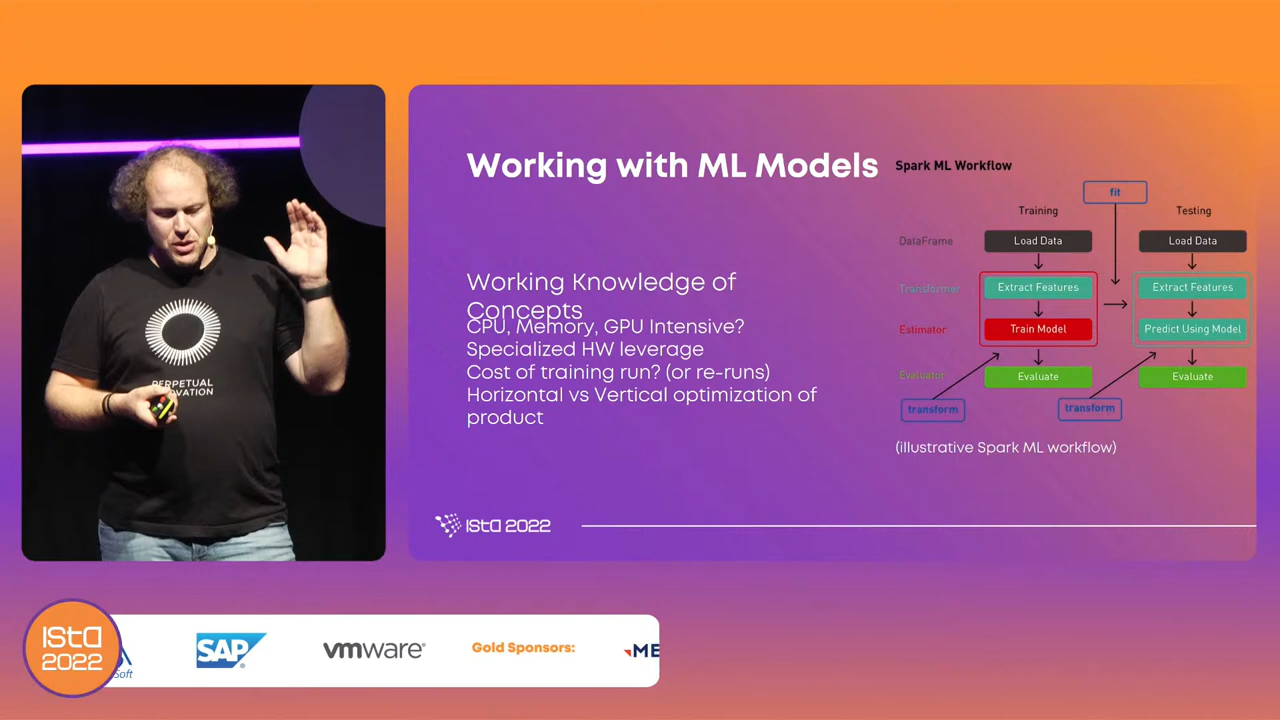 PERPETUAL
Working with ML Models
Working Knowledge of
Concepts
CPU, Memory, GPU Intensive?
Specialized HW leverage
Cost of training run? (or re-runs)
Horizontal vs Vertical optimization of
product
Spark ML Workflow
fit
Training
Testing
DataFrame
Load Data
Load Data
Transformer
Extract Features
Extract Features
Estimator
Train Model
Predict Using Model
Evaluator
Evaluate
Evaluate
transform
transform
(illustrative Spark ML workflow)
ISTA 2022
ISTA
2022
Soft
SAP
vmware
Gold Sponsors:
ME